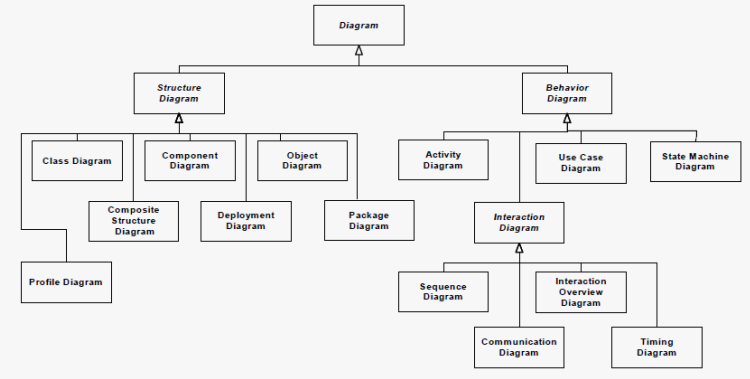 Diagram
Structure
Diagram
Behavior
Diagram
Class Diagram
Component
Diagram
Object
Diagram
Activity
Diagram
Use Case
Diagram
State Machine
Diagram
Composite
Structure
Diagram
Deployment
Diagram
Package
Diagram
Interaction
Diagram
Profile Diagram
Sequence
Diagram
Interaction
Overview
Diagram
Communication
Diagram
Timing
Diagram